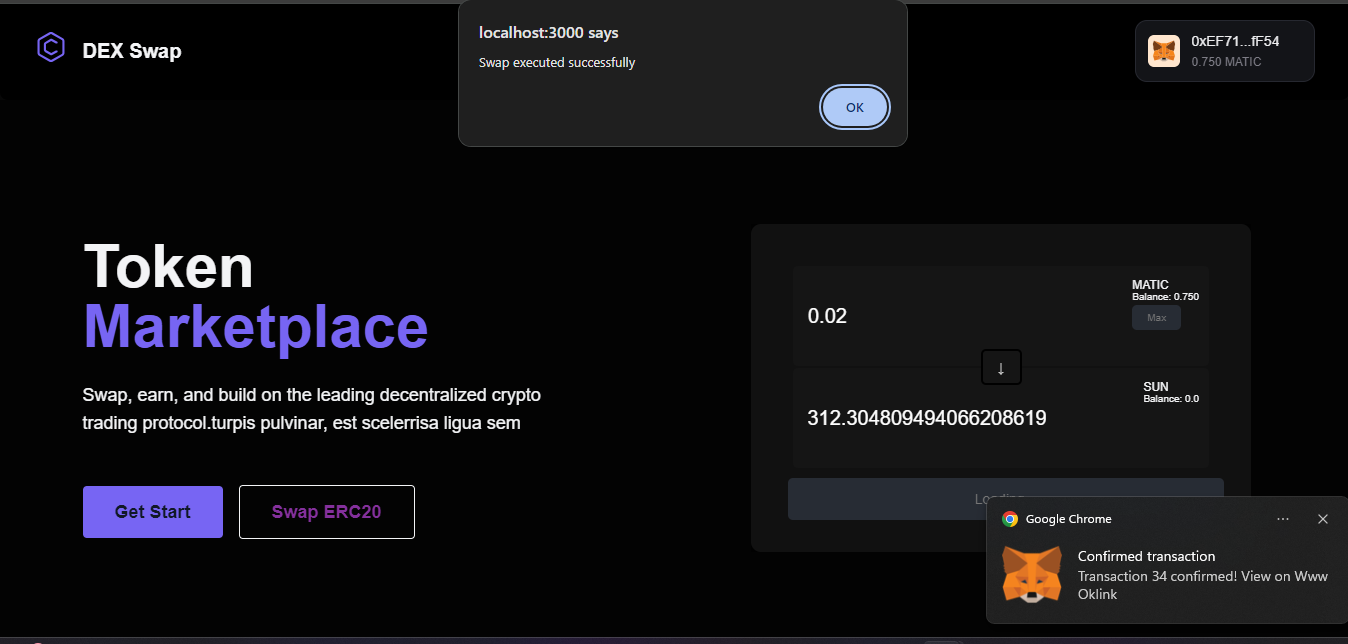 DEX Swap
localhost:3000 says
Swap executed successfully
OK
0xEF71...fF54
0.750 MATIC
Token
Marketplace
Swap, earn, and build on the leading decentralized crypto
trading protocol.turpis pulvinar, est scelerrisa ligua sem
Get Start
Swap ERC20
0.02
MATIC
Balance: 0.750
Max
↓
312.304809494066208619
SUN
Balance: 0.0
Google Chrome
Confirmed transaction
Transaction 34 confirmed! View on Www
Oklink